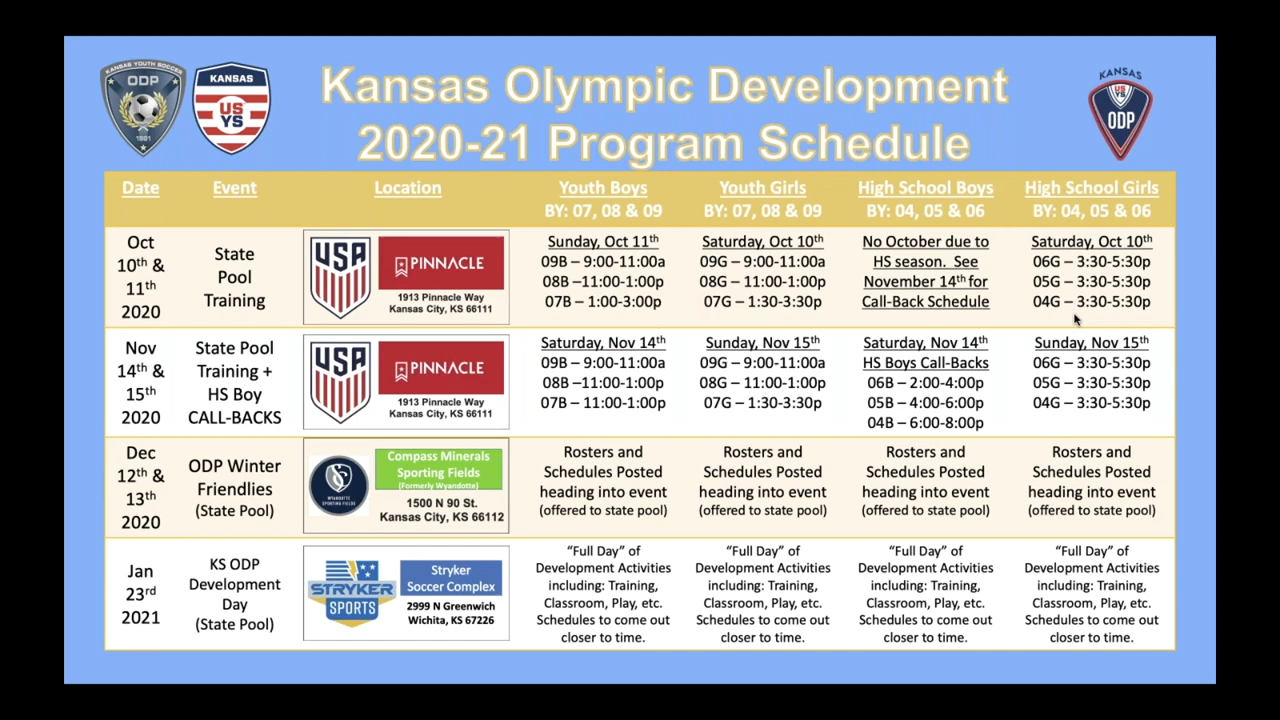 KANSAS YOUTH SOCCER
ODP
1981
KANSAS
US
YS
Kansas Olympic Development
2020-21 Program Schedule
KANSAS
US
YS
ODP
Date
Event
Location
Youth Boys
BY: 07, 08 & 09
Youth Girls
BY: 07, 08 & 09
High School Boys
BY: 04, 05 & 06
High School Girls
BY: 04, 05 & 06
Oct
10th &
11th
2020
State
Pool
Training
USA
PINNACLE
1913 Pinnacle Way
Kansas City, KS 66111
Sunday, Oct 11th
09B – 9:00-11:00a
08B –11:00-1:00p
07B – 1:00-3:00p
Saturday, Oct 10th
09G – 9:00-11:00a
08G – 11:00-1:00p
07G – 1:30-3:30p
No October due to
HS season.  See
November 14th for
Call-Back Schedule
Saturday, Oct 10th
06G – 3:30-5:30p
05G – 3:30-5:30p
04G – 3:30-5:30p
Nov
14th &
15th
2020
State Pool
Training +
HS Boy
CALL-BACKS
USA
PINNACLE
1913 Pinnacle Way
Kansas City, KS 66111
Saturday, Nov 14th
09B – 9:00-11:00a
08B –11:00-1:00p
07B – 11:00-1:00p
Sunday, Nov 15th
09G – 9:00-11:00a
08G – 11:00-1:00p
07G – 1:30-3:30p
Saturday, Nov 14th
HS Boys Call-Backs
06B – 2:00-4:00p
05B – 4:00-6:00p
04B – 6:00-8:00p
Sunday, Nov 15th
06G – 3:30-5:30p
05G – 3:30-5:30p
04G – 3:30-5:30p
Dec
12th &
13th
2020
ODP Winter
Friendlies
(State Pool)
WYANDOTTE
SPORTING FIELDS
Compass Minerals
Sporting Fields
(Formerly Wyandotte)
1500 N 90 St.
Kansas City, KS 66112
Rosters and
Schedules Posted
heading into event
(offered to state pool)
Rosters and
Schedules Posted
heading into event
(offered to state pool)
Rosters and
Schedules Posted
heading into event
(offered to state pool)
Rosters and
Schedules Posted
heading into event
(offered to state pool)
Jan
23rd
2021
KS ODP
Development
Day
(State Pool)
STRYKER
SPORTS
Stryker
Soccer Complex
2999 N Greenwich
Wichita, KS 67226
“Full Day” of
Development Activities
including: Training,
Classroom, Play, etc.
Schedules to come out
closer to time.
“Full Day” of
Development Activities
including: Training,
Classroom, Play, etc.
Schedules to come out
closer to time.
“Full Day” of
Development Activities
including: Training,
Classroom, Play, etc.
Schedules to come out
closer to time.
“Full Day” of
Development Activities
including: Training,
Classroom, Play, etc.
Schedules to come out
closer to time.